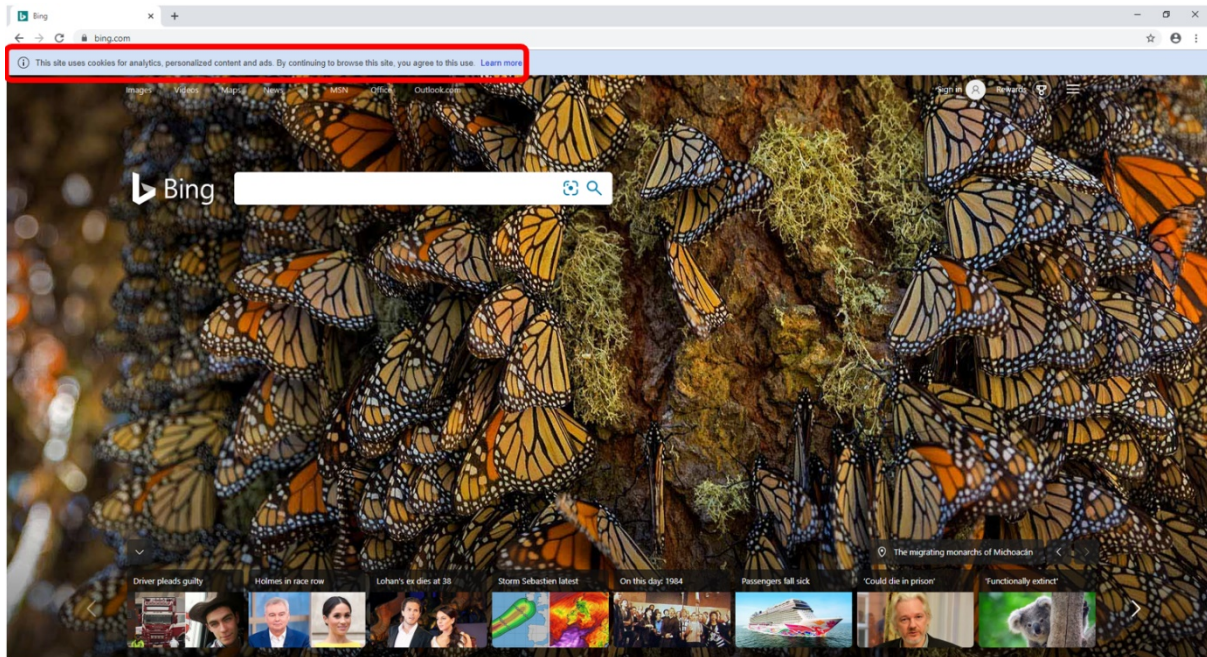 Bing
bing.com
This site uses cookies for analytics, personalized content and ads. By continuing to browse this site, you agree to this use. Learn more
Images Videos Maps News MSN Office Outlook.com Sign in Rewards
Bing
The migrating monarchs of Michoacán
Driver pleads guilty Holmes in race row Lohan's ex dies at 38 Storm Sebastien latest On this day: 1984 Passengers fall sick 'Could die in prison' 'Functionally extinct'